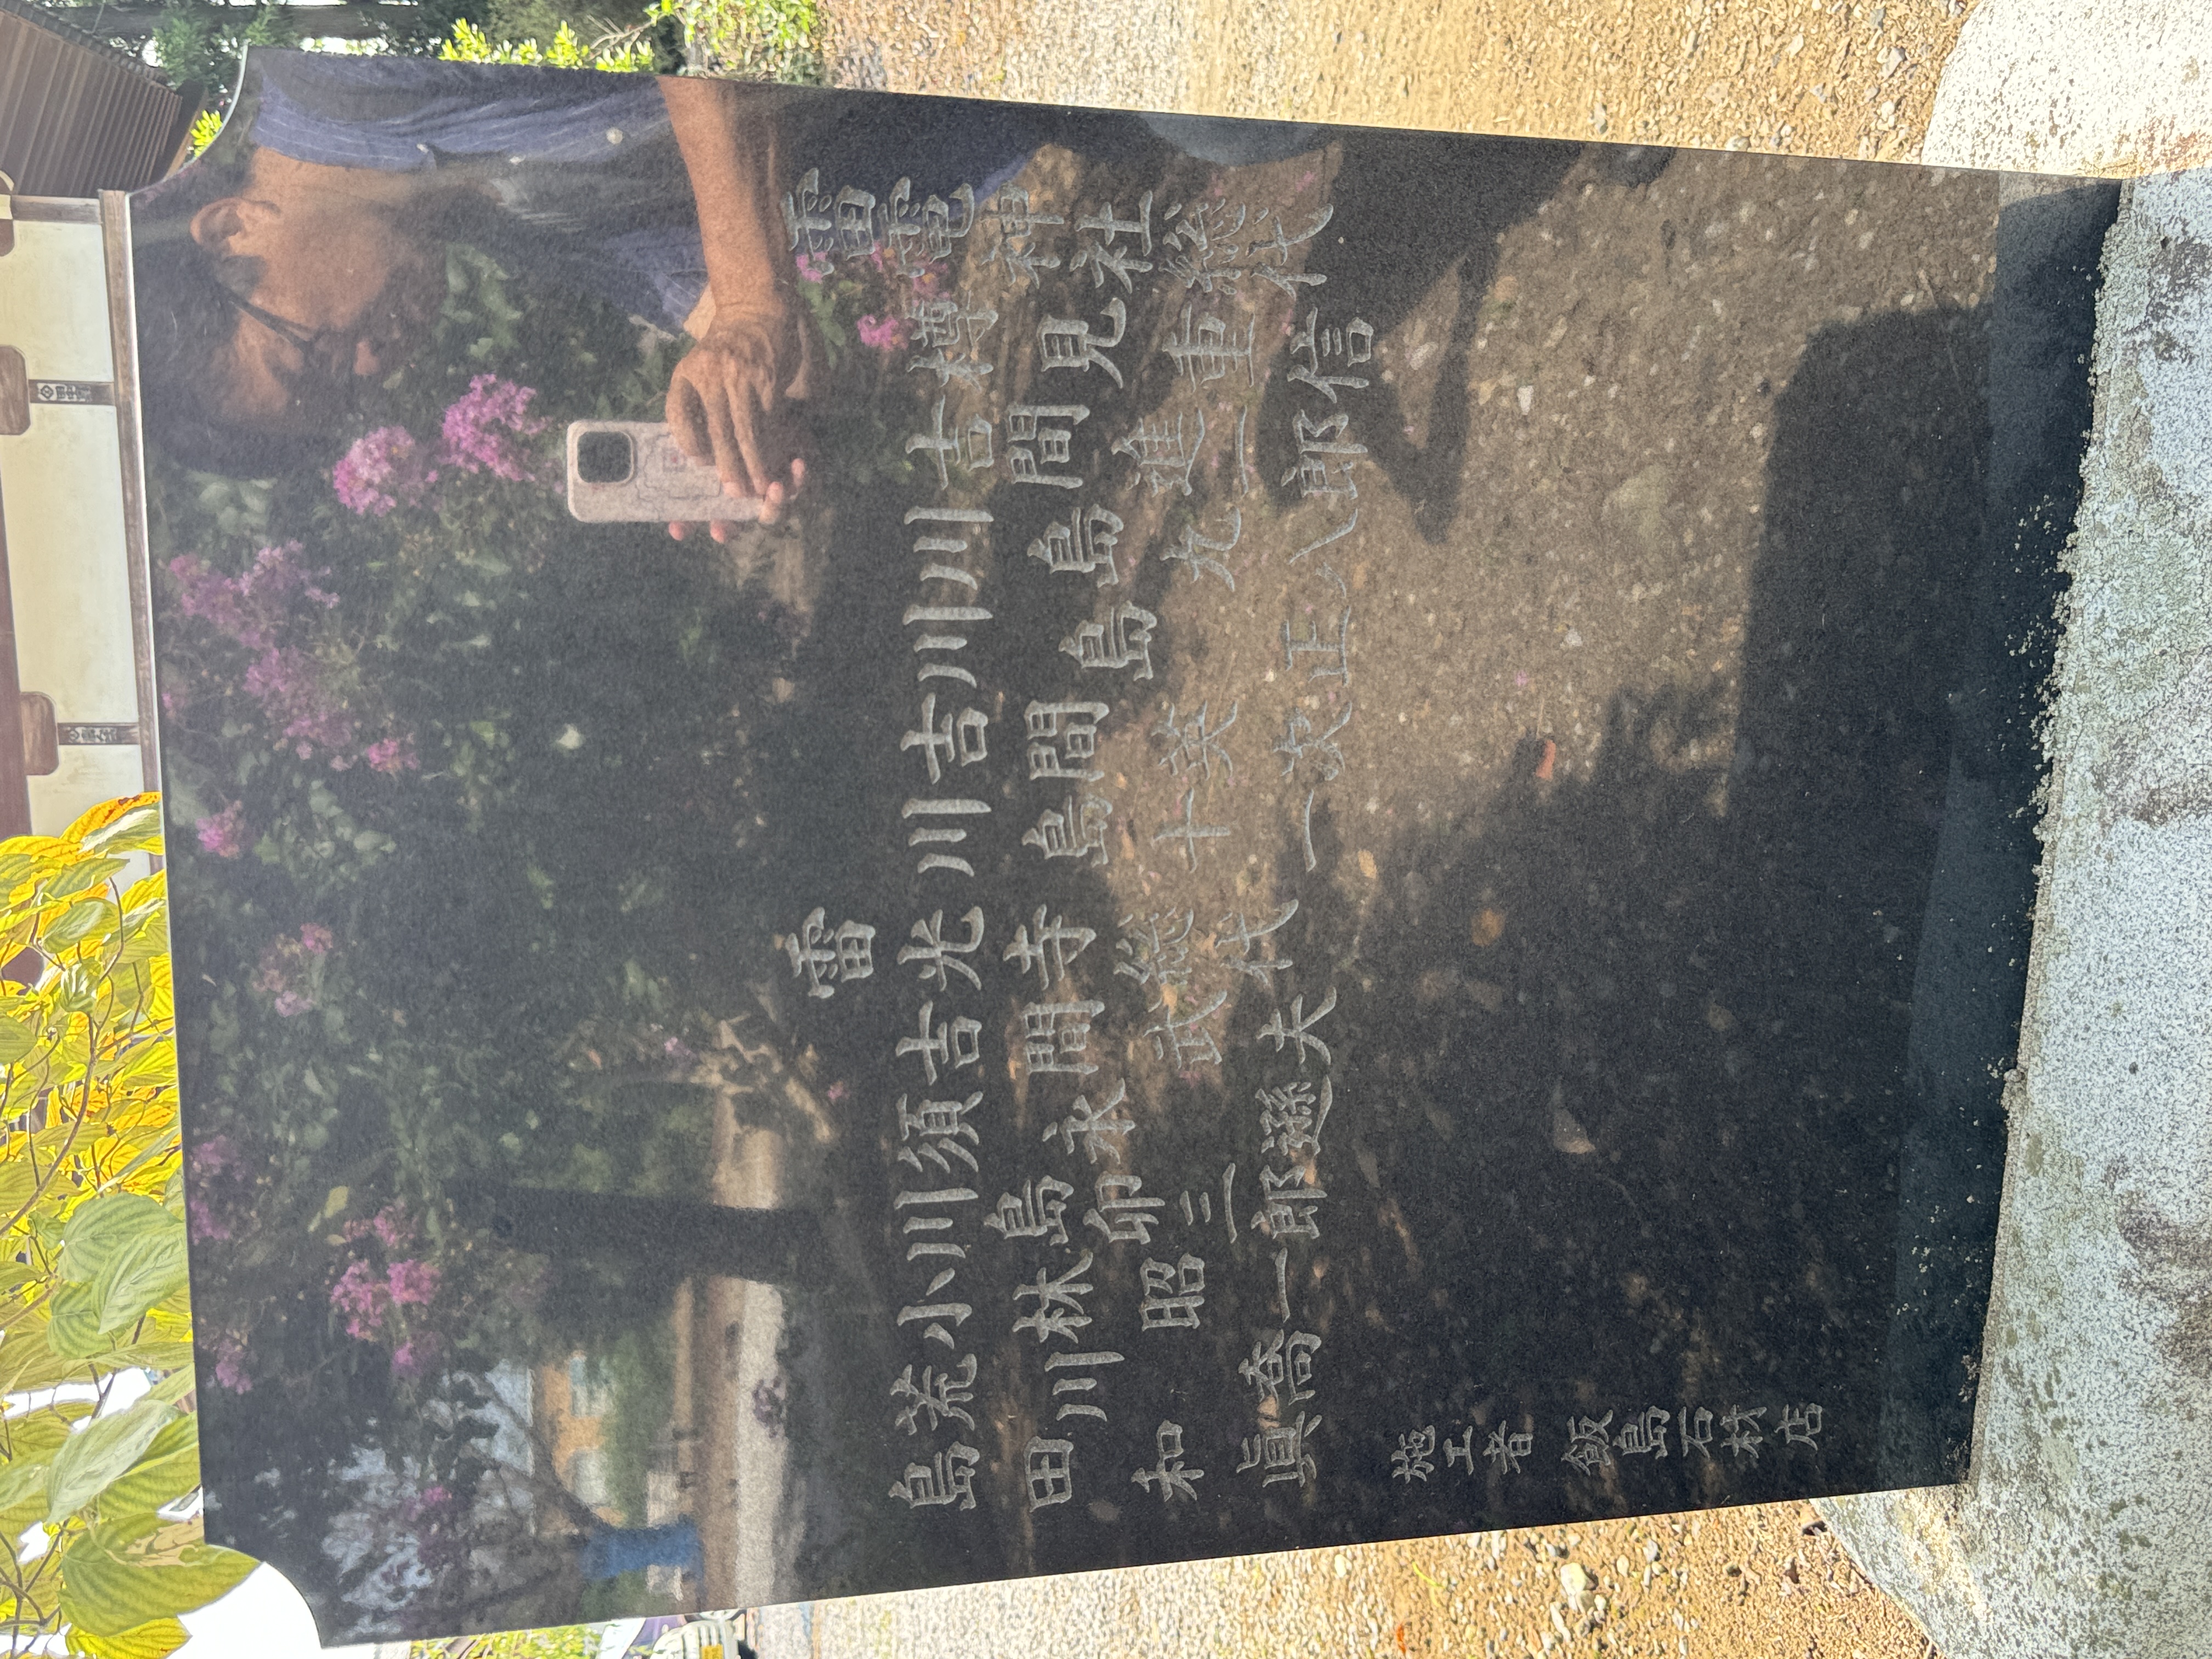 雷電神社総代
樽見重信
吉間進一郎
川島九八
川島正
吉間英次
川島十一
雷光寺総代
吉間武夫
須永遜
川島卯三郎
小林昭一
荒川喬
島田和眞
施工者 飯島石材店